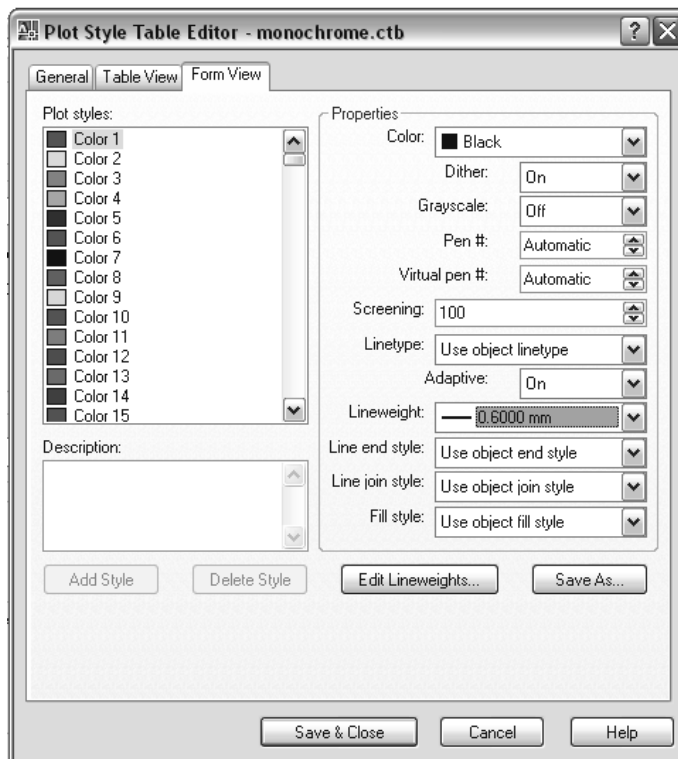 Plot Style Table Editor - monochrome.ctb
General Table View Form View
Plot styles:
Color 1
Color 2
Color 3
Color 4
Color 5
Color 6
Color 7
Color 8
Color 9
Color 10
Color 11
Color 12
Color 13
Color 14
Color 15
Description:
Add Style Delete Style
Properties
Color: Black
Dither: On
Grayscale: Off
Pen #: Automatic
Virtual pen #: Automatic
Screening: 100
Linetype: Use object linetype
Adaptive: On
Lineweight: 0.6000 mm
Line end style: Use object end style
Line join style: Use object join style
Fill style: Use object fill style
Edit Lineweights... Save As...
Save & Close Cancel Help